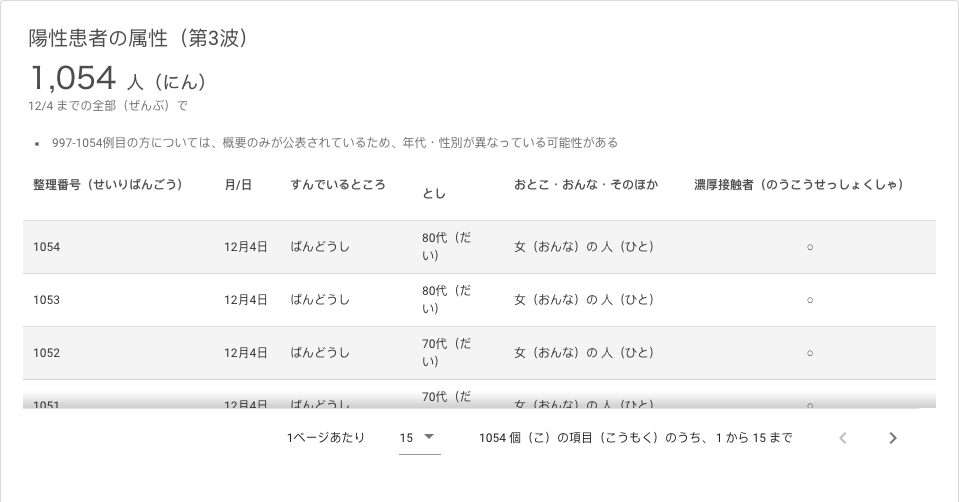 陽性患者の属性（第3波）
1,054 人（にん）
12/4 までの全部（ぜんぶ）で
• 997-1054例目の方については、概要のみが公表されているため、年代・性別が異なっている可能性がある
整理番号（せいりばんごう） 月/日 すんでいるところ とし おとこ・おんな・そのほか 濃厚接触者（のうこうせっしょくしゃ）
1054 12月4日 ばんどうし 80代（だい） 女（おんな）の 人（ひと） ○
1053 12月4日 ばんどうし 80代（だい） 女（おんな）の 人（ひと） ○
1052 12月4日 ばんどうし 70代（だい） 女（おんな）の 人（ひと） ○
1051 12月4日 ばんどうし 70代（だ 女（おんな）の 人（ひと） ○
1ページあたり 15 1054 個（こ）の項目（こうもく）のうち、1 から 15 まで